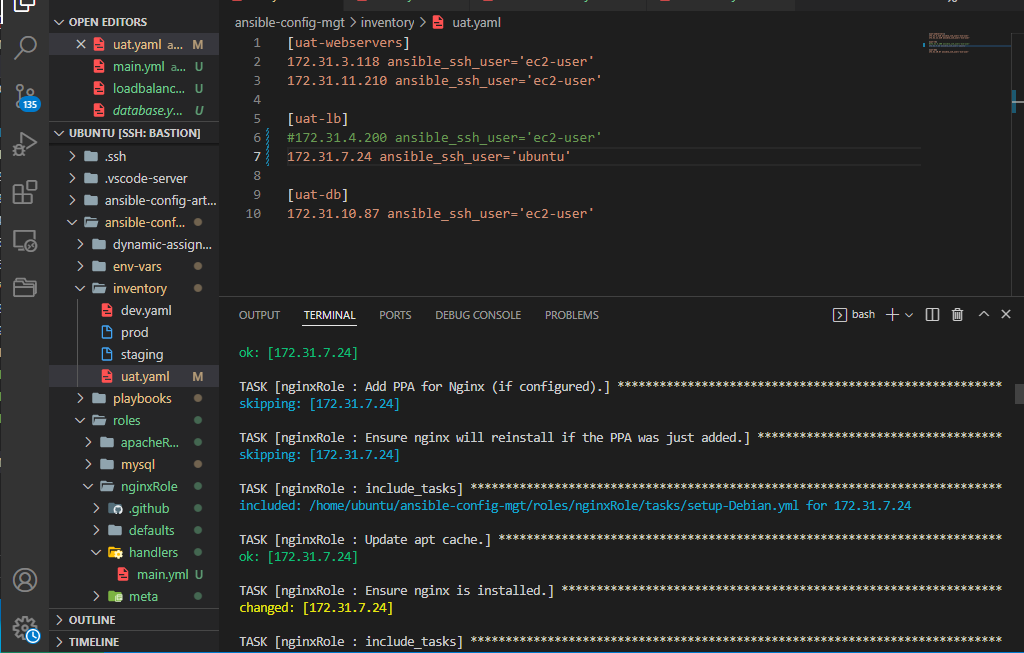 OPEN EDITORS
uat.yaml a... M
main.yml a... U
loadbalanc... U
database.y... U
135
UBUNTU [SSH: BASTION]
.ssh
.vscode-server
ansible-config-art...
ansible-conf...
dynamic-assign...
env-vars
inventory
dev.yaml
prod
staging
uat.yaml M
playbooks
roles
apacheR...
mysql
nginxRole
.github
defaults
handlers
main.yml U
meta
OUTLINE
TIMELINE
ansible-config-mgt > inventory > uat.yaml
1 [uat-webservers]
2 172.31.3.118 ansible_ssh_user='ec2-user'
3 172.31.11.210 ansible_ssh_user='ec2-user'
4
5 [uat-lb]
6 #172.31.4.200 ansible_ssh_user='ec2-user'
7 172.31.7.24 ansible_ssh_user='ubuntu'
8
9 [uat-db]
10 172.31.10.87 ansible_ssh_user='ec2-user'
OUTPUT TERMINAL PORTS DEBUG CONSOLE PROBLEMS bash
ok: [172.31.7.24]
TASK [nginxRole : Add PPA for Nginx (if configured).] *******************************************************
skipping: [172.31.7.24]
TASK [nginxRole : Ensure nginx will reinstall if the PPA was just added.] ***********************************
skipping: [172.31.7.24]
TASK [nginxRole : include_tasks] ****************************************************************************
included: /home/ubuntu/ansible-config-mgt/roles/nginxRole/tasks/setup-Debian.yml for 172.31.7.24
TASK [nginxRole : Update apt cache.] ************************************************************************
ok: [172.31.7.24]
TASK [nginxRole : Ensure nginx is installed.] ***************************************************************
changed: [172.31.7.24]
TASK [nginxRole : include_tasks] ****************************************************************************